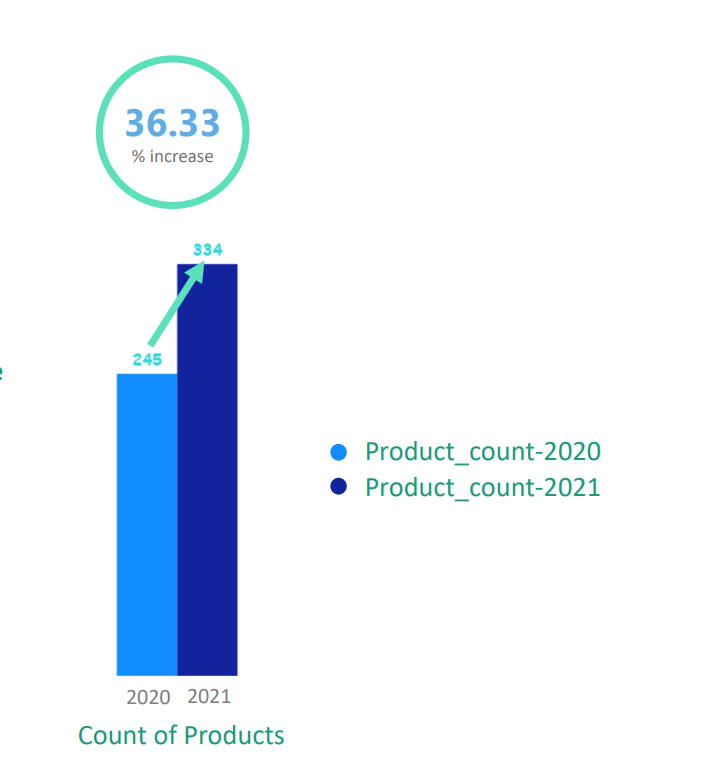 36.33
% increase
334
245
Product_count-2020
Product_count-2021
2020 2021
Count of Products